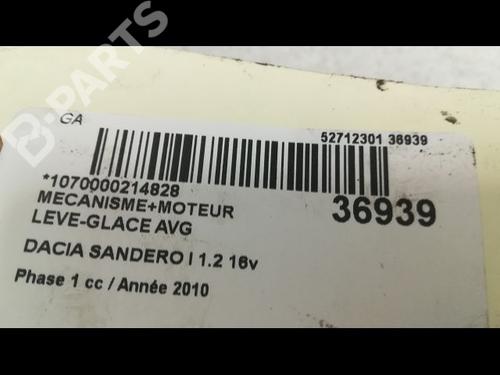 B-PARTS
GA
52712301 36939
*1070000214828
MECANISME+MOTEUR
36939
LEVE-GLACE AVG
DACIA SANDERO I 1.2 16v
Phase 1 cc / Année 2010